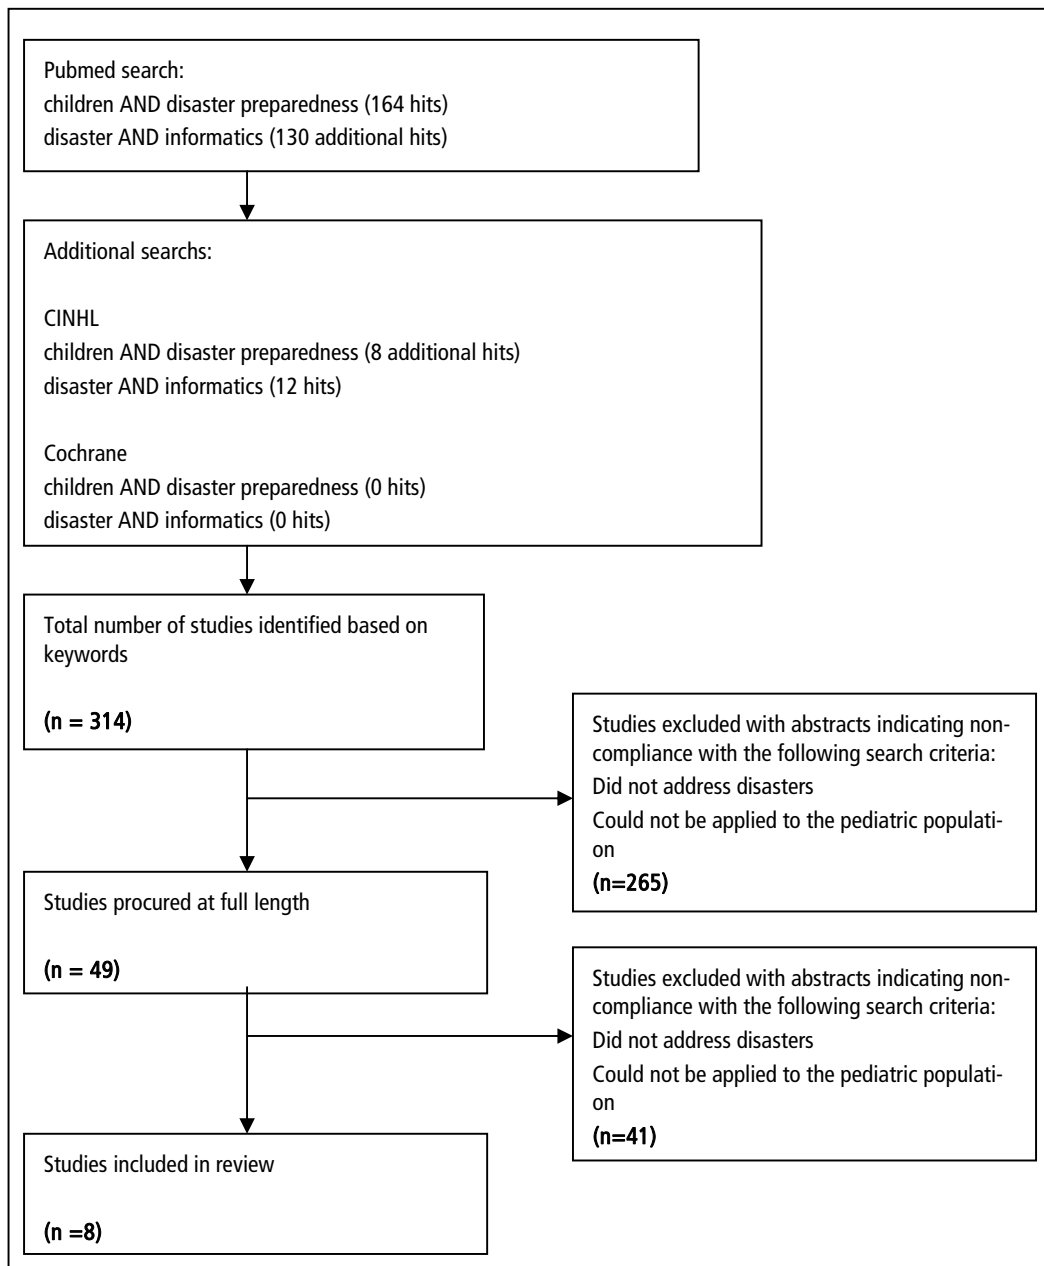 Pubmed search:
children AND disaster preparedness (164 hits)
disaster AND informatics (130 additional hits)
Additional searchs:
CINHL
children AND disaster preparedness (8 additional hits)
disaster AND informatics (12 hits)
Cochrane
children AND disaster preparedness (0 hits)
disaster AND informatics (0 hits)
Total number of studies identified based on
keywords
(n = 314)
Studies excluded with abstracts indicating non-
compliance with the following search criteria:
Did not address disasters
Could not be applied to the pediatric populati-
on
(n=265)
Studies procured at full length
(n = 49)
Studies excluded with abstracts indicating non-
compliance with the following search criteria:
Did not address disasters
Could not be applied to the pediatric populati-
on
(n=41)
Studies included in review
(n =8)